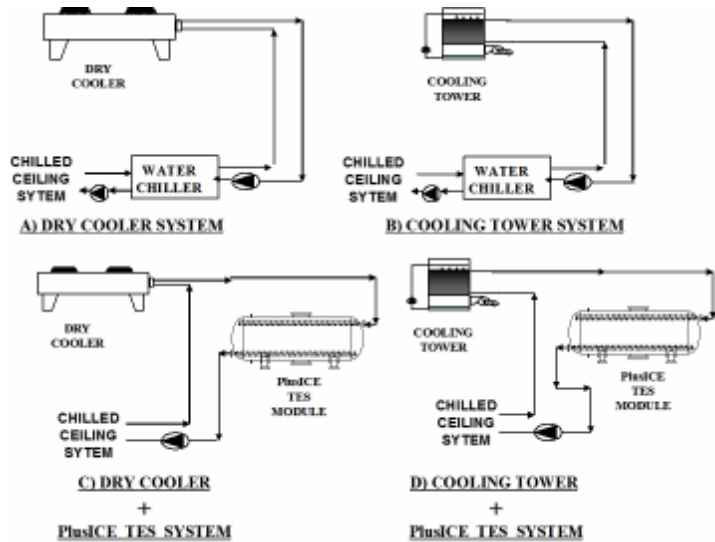 DRY
COOLER
COOLING
TOWER
CHILLED
CEILING
SYTEM
WATER
CHILLER
CHILLED
CEILING
SYTEM
WATER
CHILLER
A) DRY COOLER SYSTEM
B) COOLING TOWER SYSTEM
DRY
COOLER
COOLING
TOWER
PlusICE
TES
MODULE
PlusICE
TES
MODULE
CHILLED
CEILING
SYTEM
CHILLED
CEILING
SYTEM
C) DRY COOLER
+
PlusICE TES SYSTEM
D) COOLING TOWER
+
PlusICE TES SYSTEM